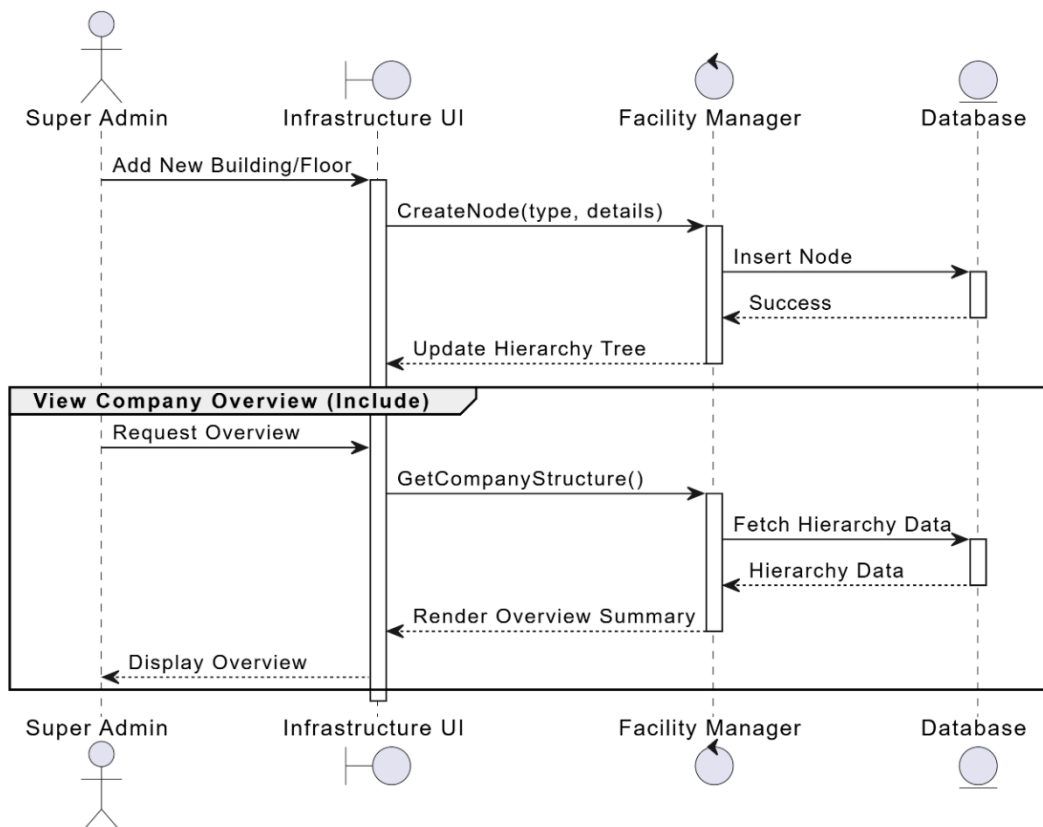 Super Admin Infrastructure UI Facility Manager Database
Add New Building/Floor
CreateNode(type, details)
Insert Node
Success
Update Hierarchy Tree
View Company Overview (Include)
Request Overview
GetCompanyStructure()
Fetch Hierarchy Data
Hierarchy Data
Render Overview Summary
Display Overview
Super Admin Infrastructure UI Facility Manager Database